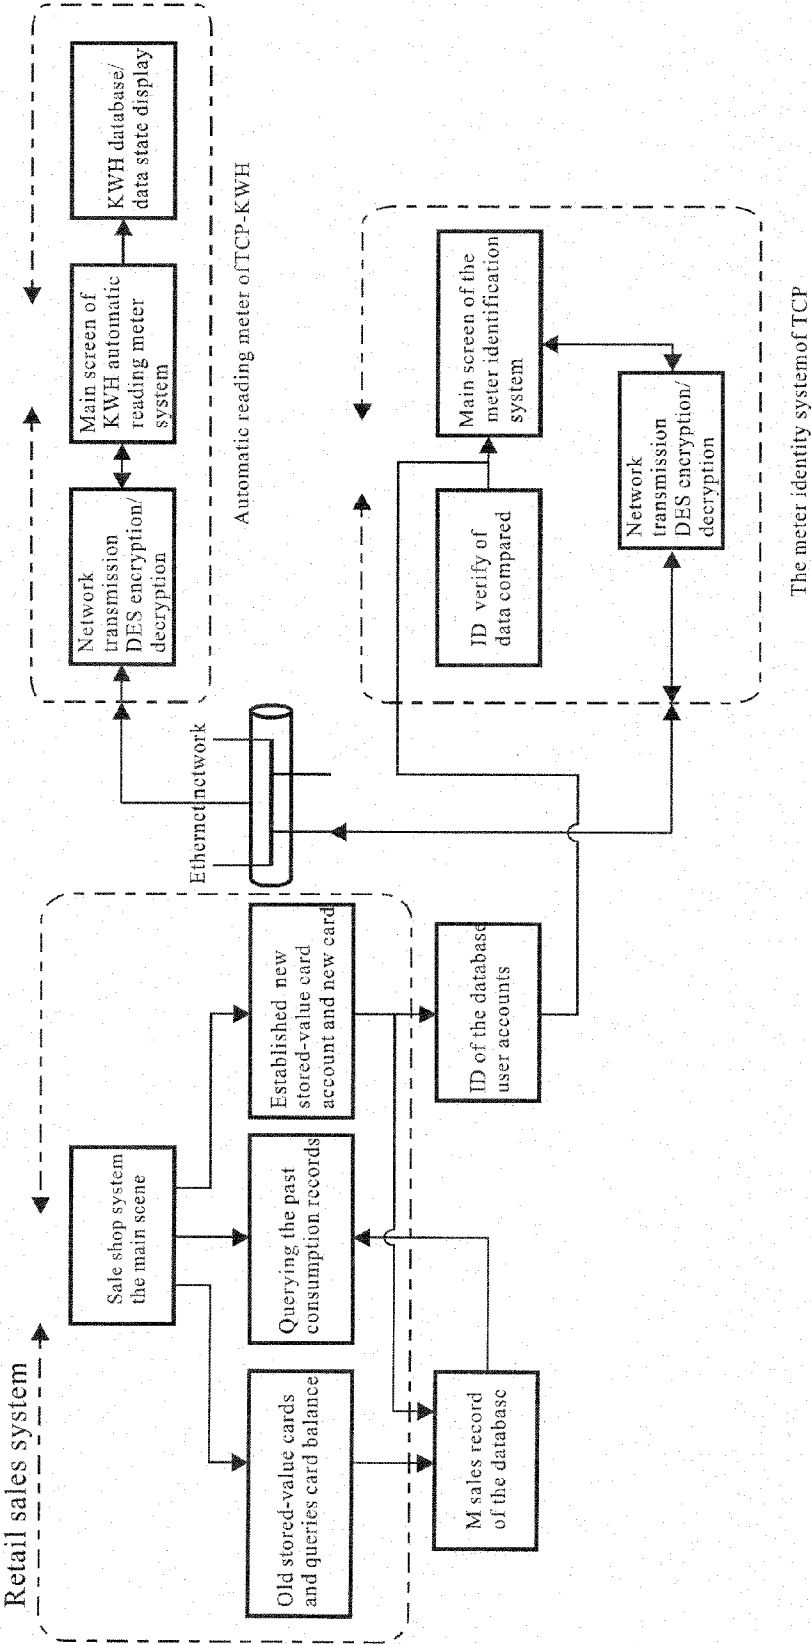 Retail sales system
Sale shop system
the main scene
Old stored-value cards
and queries card balance
Querying the past
consumption records
Established new
stored-value card
account and new card
M sales record
of the database
ID of the database
user accounts
Ethernet network
Network
transmission
DES encryption/
decryption
Main screen of
KWH automatic
reading meter
system
KWH database/
data state display
Automatic reading meter of TCP-KWH
ID verify of
data compared
Main screen of the
meter identification
system
Network
transmission
DES encryption/
decryption
The meter identity system of TCP